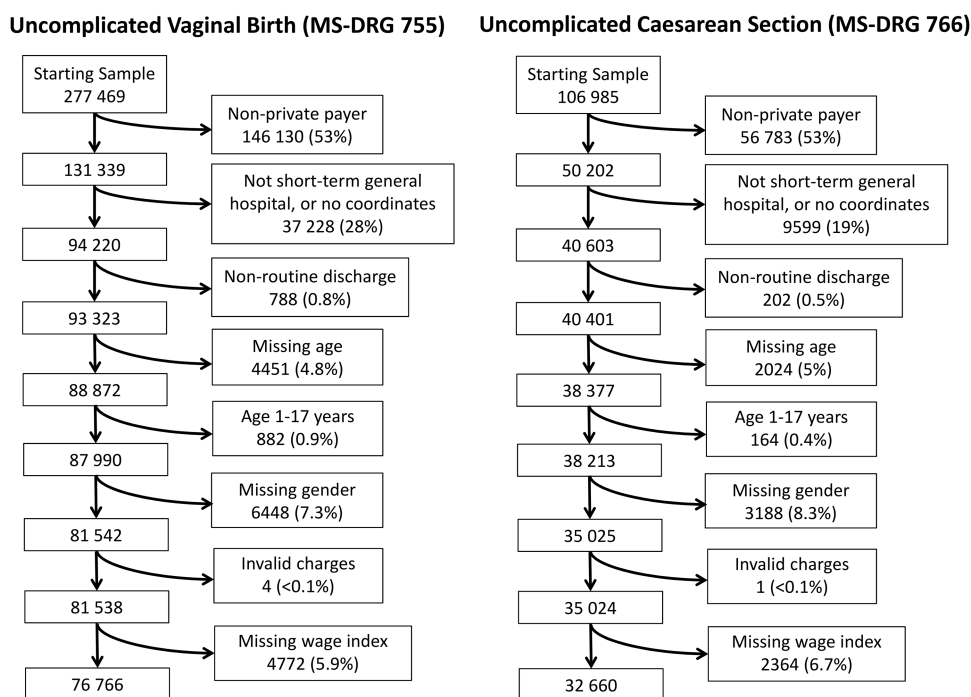 Uncomplicated Vaginal Birth (MS-DRG 755)
Starting Sample
277 469
Non-private payer
146 130 (53%)
131 339
Not short-term general
hospital, or no coordinates
37 228 (28%)
94 220
Non-routine discharge
788 (0.8%)
93 323
Missing age
4451 (4.8%)
88 872
Age 1-17 years
882 (0.9%)
87 990
Missing gender
6448 (7.3%)
81 542
Invalid charges
4 (<0.1%)
81 538
Missing wage index
4772 (5.9%)
76 766
Uncomplicated Caesarean Section (MS-DRG 766)
Starting Sample
106 985
Non-private payer
56 783 (53%)
50 202
Not short-term general
hospital, or no coordinates
9599 (19%)
40 603
Non-routine discharge
202 (0.5%)
40 401
Missing age
2024 (5%)
38 377
Age 1-17 years
164 (0.4%)
38 213
Missing gender
3188 (8.3%)
35 025
Invalid charges
1 (<0.1%)
35 024
Missing wage index
2364 (6.7%)
32 660